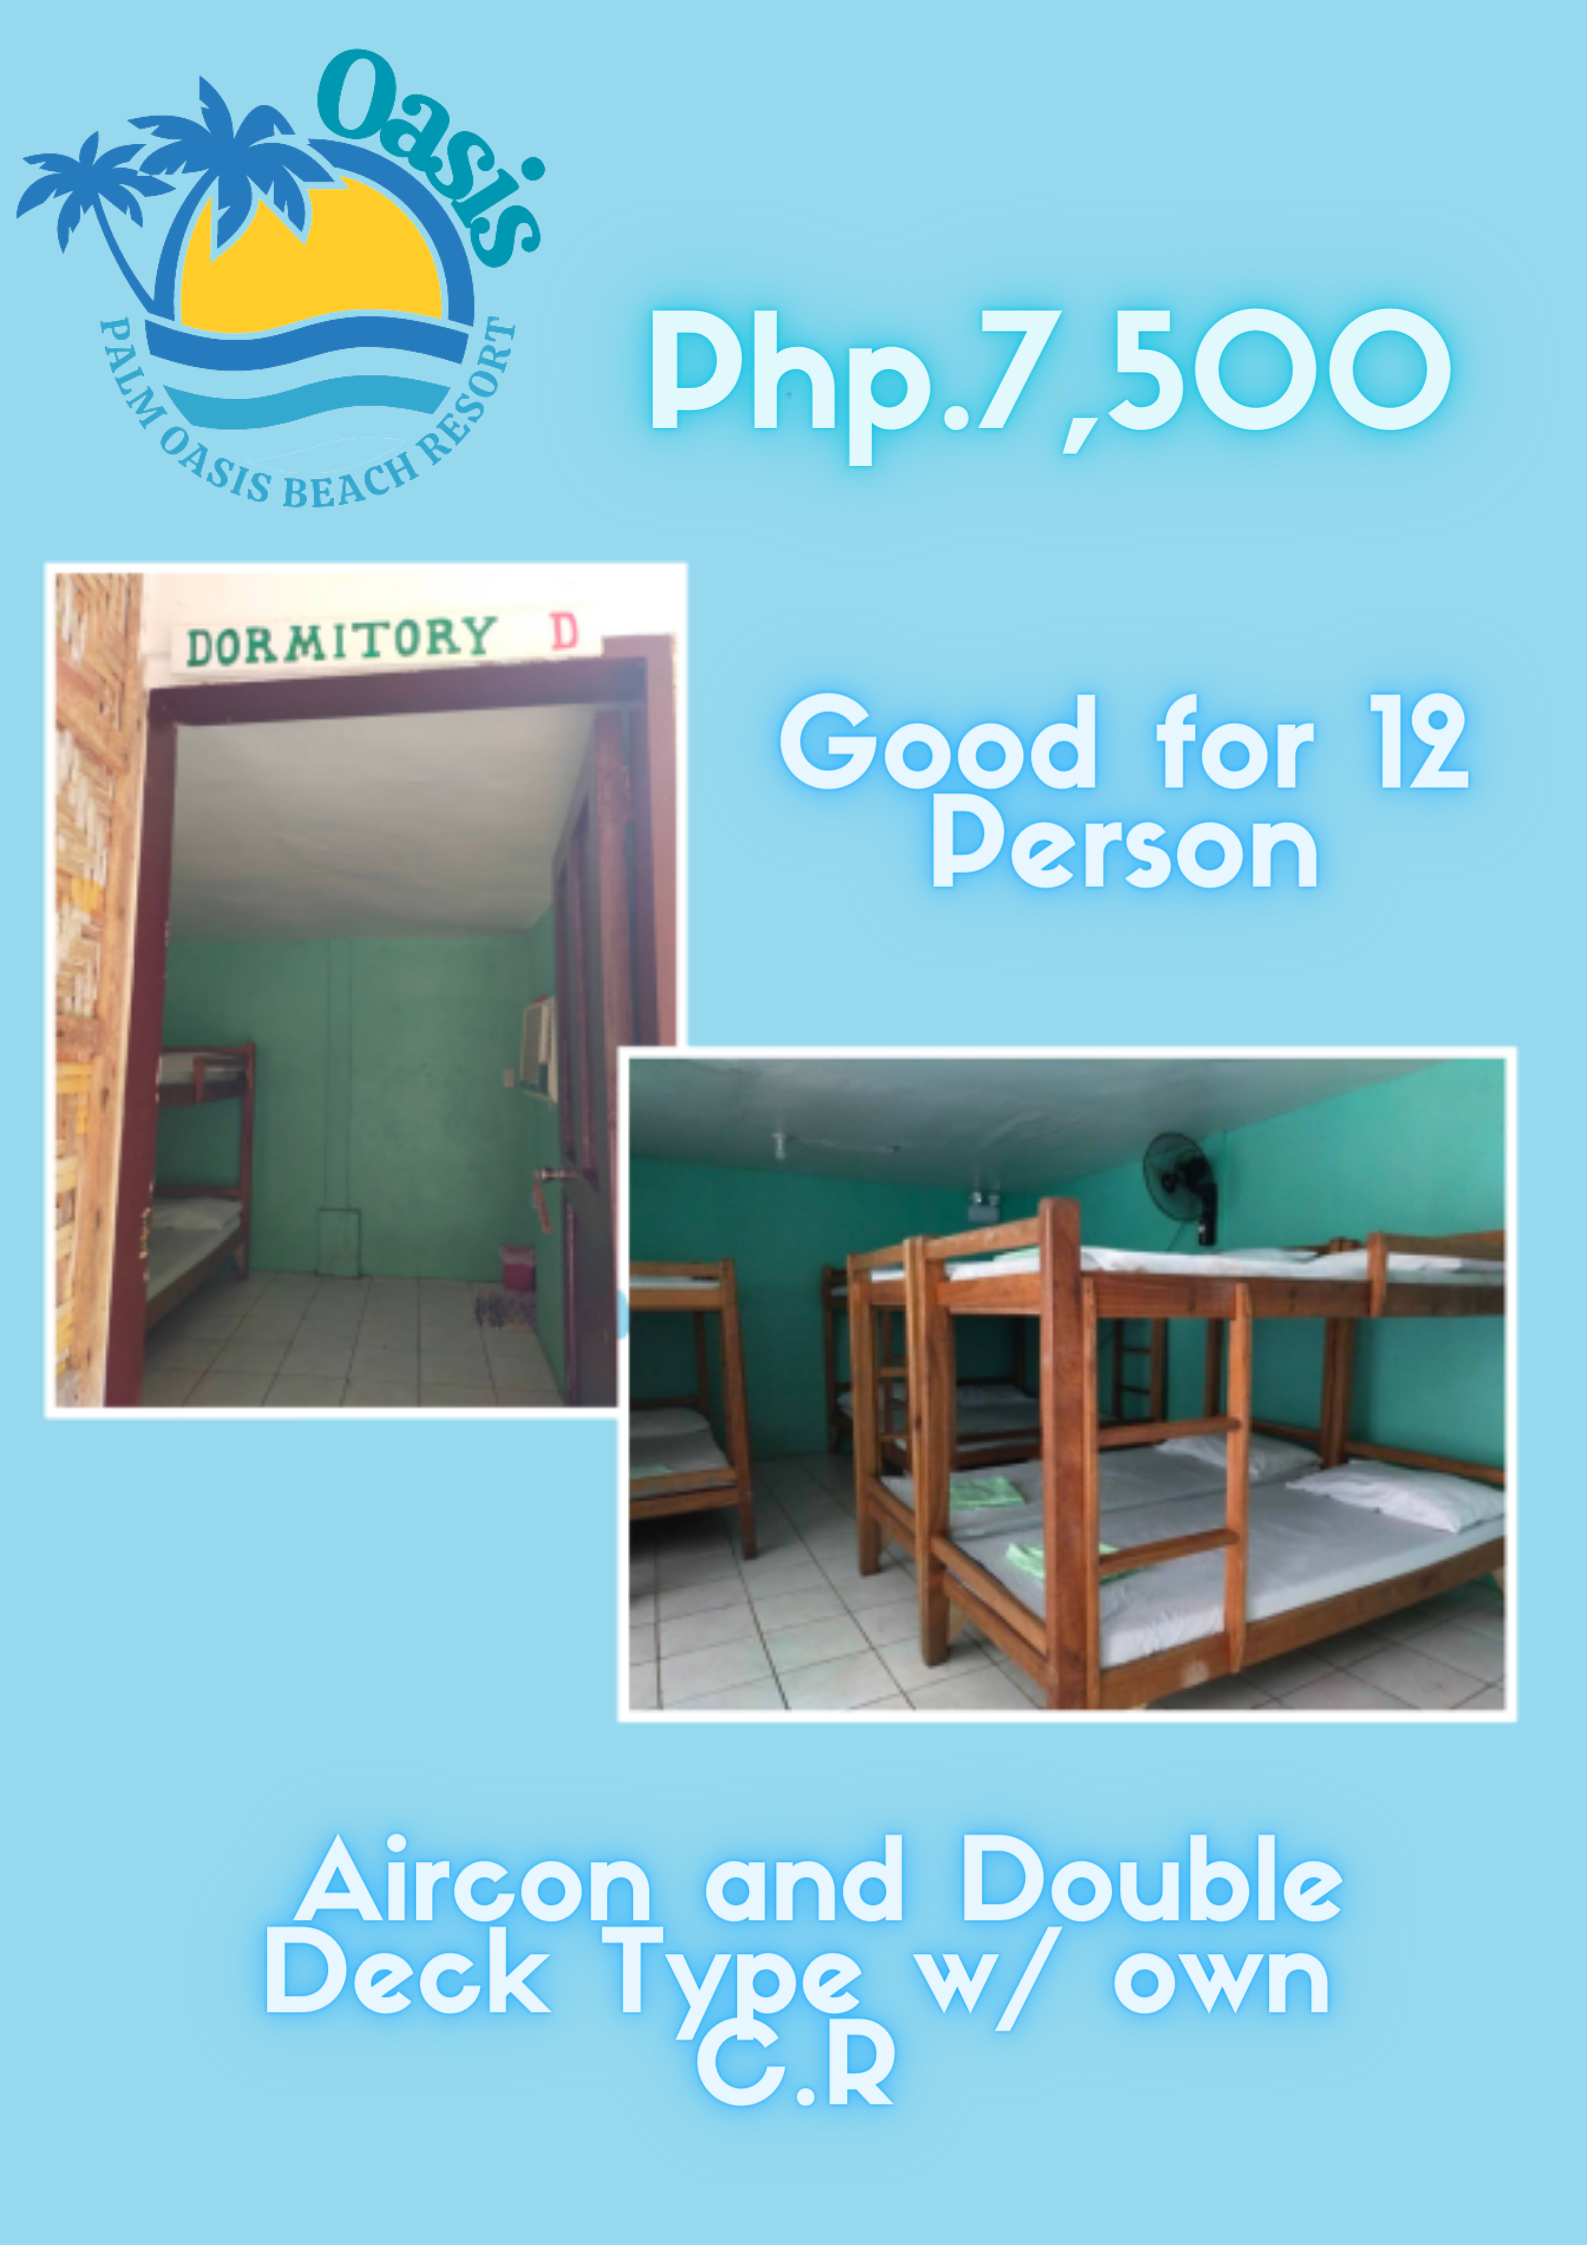 Oasis
PALM OASIS BEACH RESORT
Php.7,500
DORMITORY D
Good for 12
Person
Aircon and Double
Deck Type w/ own
C.R